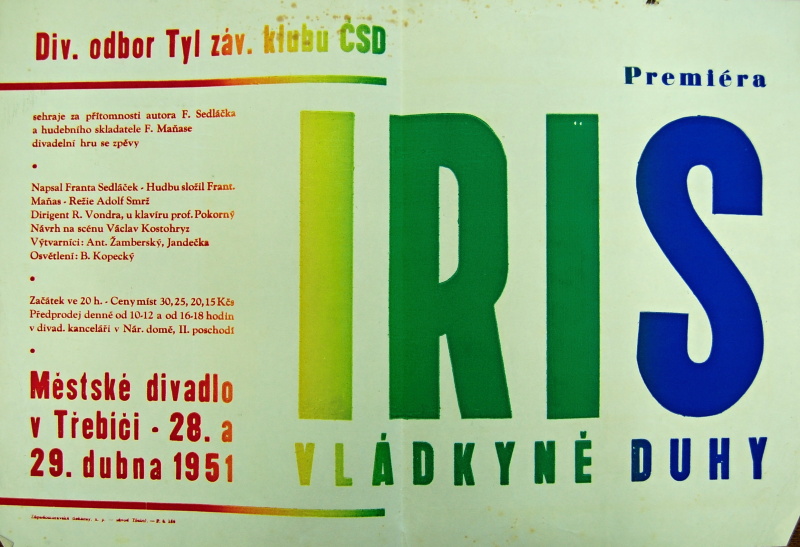 Div. odbor Tyl záv. klubu ČSD
Premiéra
sehraje za přítomnosti autora F. Sedláčka
a hudebního skladatele F. Maňase
divadelní hru se zpěvy
Napsal Franta Sedláček - Hudbu složil Frant.
Maňas - Režie Adolf Smrž
Dirigent R. Vondra, u klavíru prof. Pokorný
Návrh na scénu Václav Kostohryz
Výtvarníci: Ant. Žamberský, Jandečka
Osvětlení: B. Kopecký
Začátek ve 20 h. - Ceny míst 30, 25, 20, 15 Kčs
Předprodej denně od 10-12 a od 16-18 hodin
v divad. kanceláři v Nár. domě, II. poschodí
Městské divadlo
v Třebíči - 28. a
29. dubna 1951
IRIS
VLÁDKYNĚ DUHY